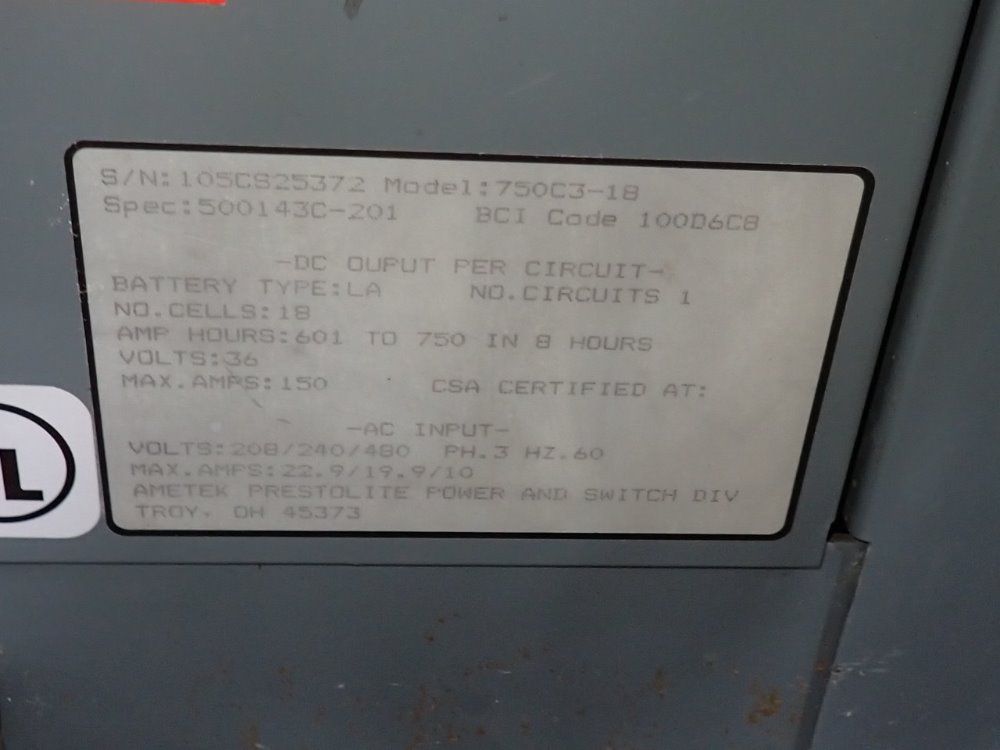 S/N:105CS25372 Model:750C3-18
Spec:500143C-201 BCI Code 100D6C8
-DC OUPUT PER CIRCUIT-
BATTERY TYPE:LA NO.CIRCUITS 1
NO.CELLS:18
AMP HOURS:601 TO 750 IN 8 HOURS
VOLTS:36
MAX.AMPS:150 CSA CERTIFIED AT:
-AC INPUT-
VOLTS:208/240/480 PH.3 HZ.60
MAX.AMPS:22.9/19.9/10
AMETEK PRESTOLITE POWER AND SWITCH DIV
TROY, OH 45373
L